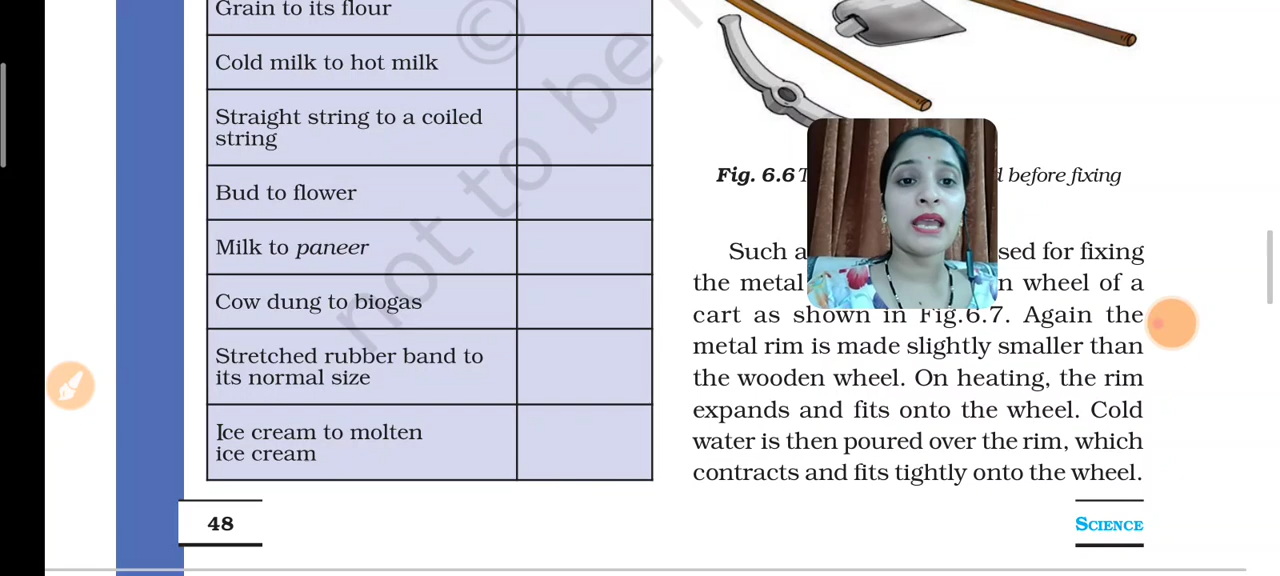 Grain to its flour
Cold milk to hot milk
Straight string to a coiled
string
Bud to flower
Milk to paneer
Cow dung to biogas
Stretched rubber band to
its normal size
Ice cream to molten
ice cream
48
© not to be
Fig. 6.6 before fixing
Such a sed for fixing
the metal n wheel of a
cart as shown in Fig.6.7. Again the
metal rim is made slightly smaller than
the wooden wheel. On heating, the rim
expands and fits onto the wheel. Cold
water is then poured over the rim, which
contracts and fits tightly onto the wheel.
SCIENCE